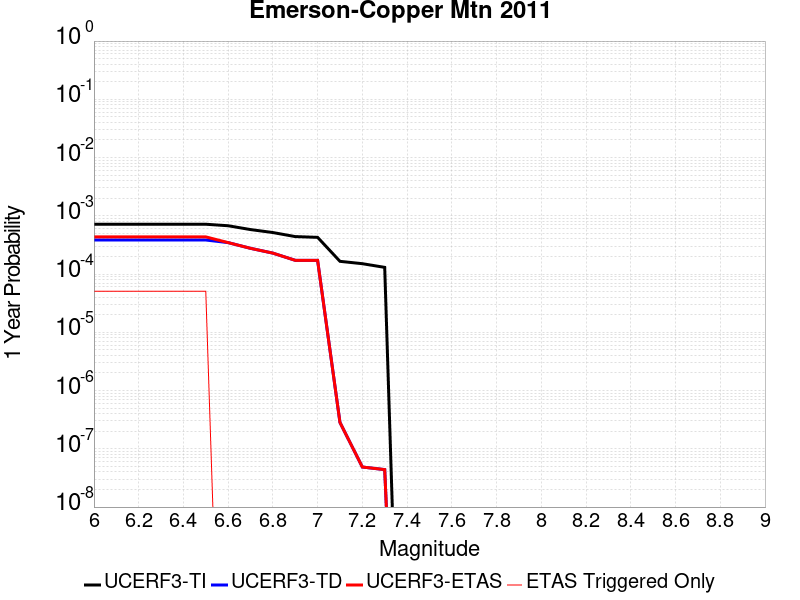 Emerson-Copper Mtn 2011
1 Year Probability
10^0
10^-1
10^-2
10^-3
10^-4
10^-5
10^-6
10^-7
10^-8
6 6.2 6.4 6.6 6.8 7 7.2 7.4 7.6 7.8 8 8.2 8.4 8.6 8.8 9
Magnitude
UCERF3-TI UCERF3-TD UCERF3-ETAS ETAS Triggered Only